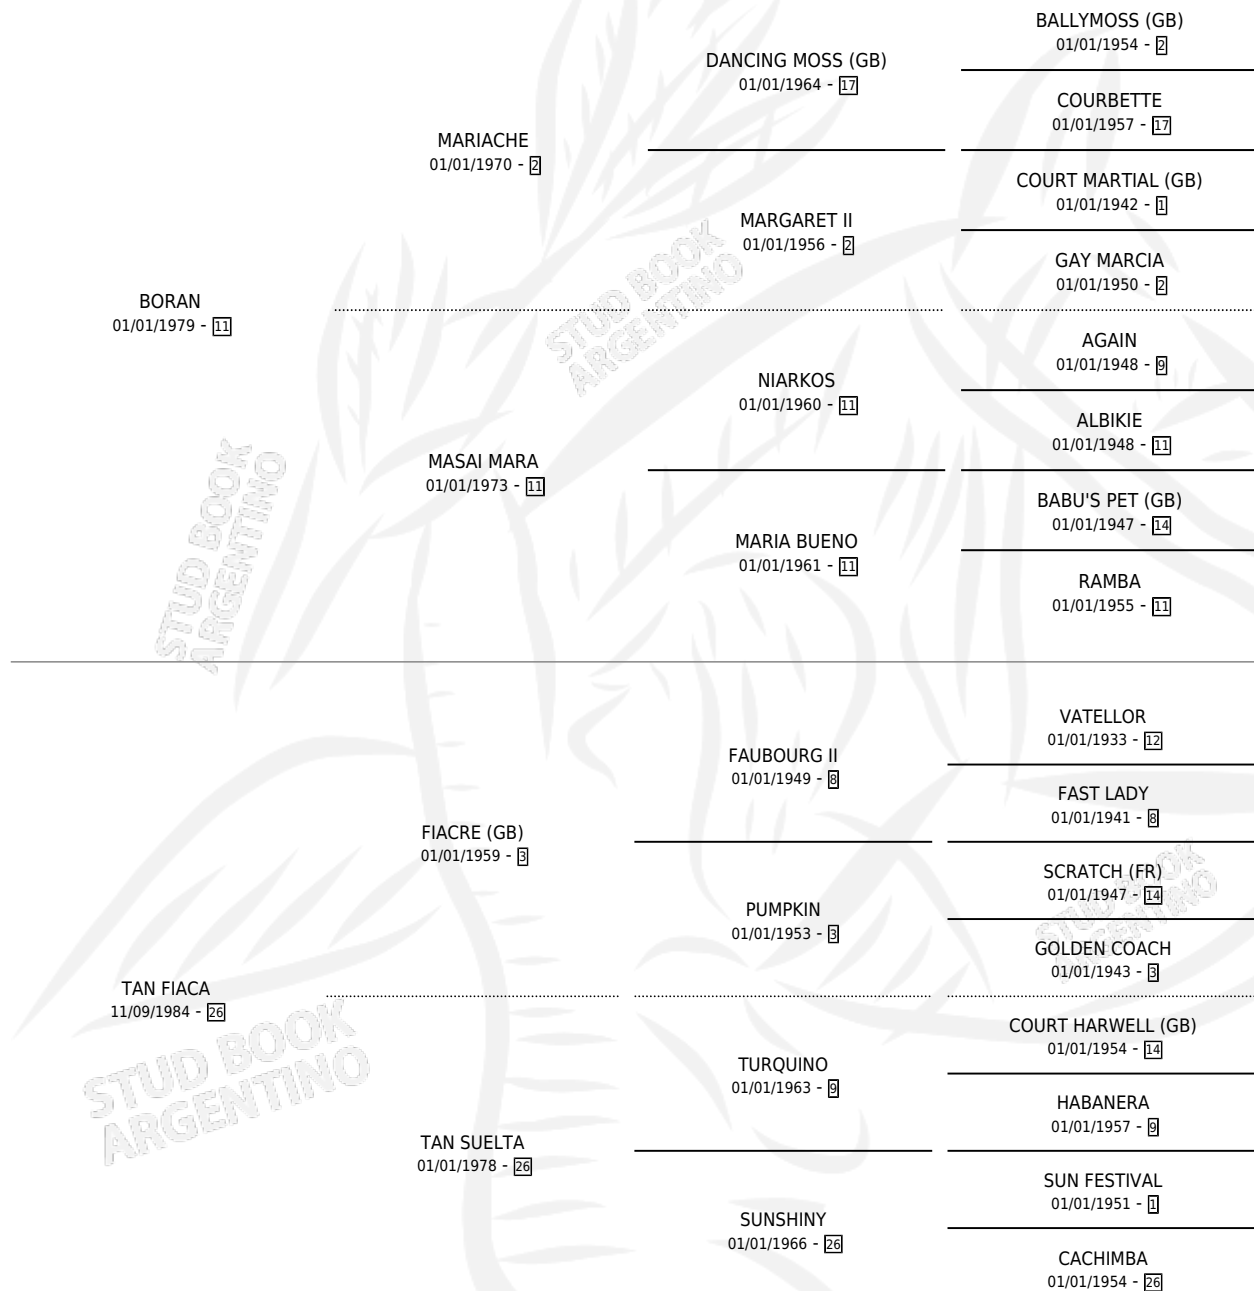 BALLYMOSS (GB)
01/01/1954 - 2
DANCING MOSS (GB)
01/01/1964 - 17
COURBETTE
01/01/1957 - 17
MARIACHE
01/01/1970 - 2
COURT MARTIAL (GB)
01/01/1942 - 1
MARGARET II
01/01/1956 - 2
GAY MARCIA
01/01/1950 - 2
BORAN
01/01/1979 - 11
AGAIN
01/01/1948 - 9
NIARKOS
01/01/1960 - 11
ALBIKIE
01/01/1948 - 11
MASAI MARA
01/01/1973 - 11
BABU'S PET (GB)
01/01/1947 - 14
MARIA BUENO
01/01/1961 - 11
RAMBA
01/01/1955 - 11
VATELLOR
01/01/1933 - 12
FAUBOURG II
01/01/1949 - 8
FAST LADY
01/01/1941 - 8
FIACRE (GB)
01/01/1959 - 3
SCRATCH (FR)
01/01/1947 - 14
PUMPKIN
01/01/1953 - 3
GOLDEN COACH
01/01/1943 - 3
TAN FIACA
11/09/1984 - 26
COURT HARWELL (GB)
01/01/1954 - 14
TURQUINO
01/01/1963 - 9
HABANERA
01/01/1957 - 9
TAN SUELTA
01/01/1978 - 26
SUN FESTIVAL
01/01/1951 - 1
SUNSHINY
01/01/1966 - 26
CACHIMBA
01/01/1954 - 26
STUD BOOK
ARGENTINO
STUD BOOK
ARGENTINO
STUD BOOK
ARGENTINO
STUD BOOK
ARGENTINO